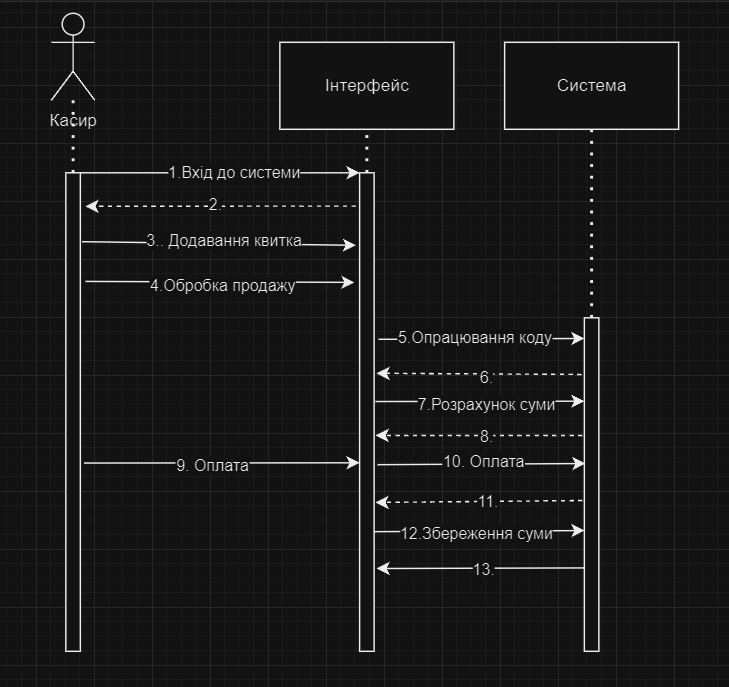 Касир
Інтерфейс
Система
1.Вхід до системи
2.
3.. Додавання квитка
4.Обробка продажу
5.Опрацювання коду
6.
7.Розрахунок суми
8.
9. Оплата
10. Оплата
11.
12.Збереження суми
13.